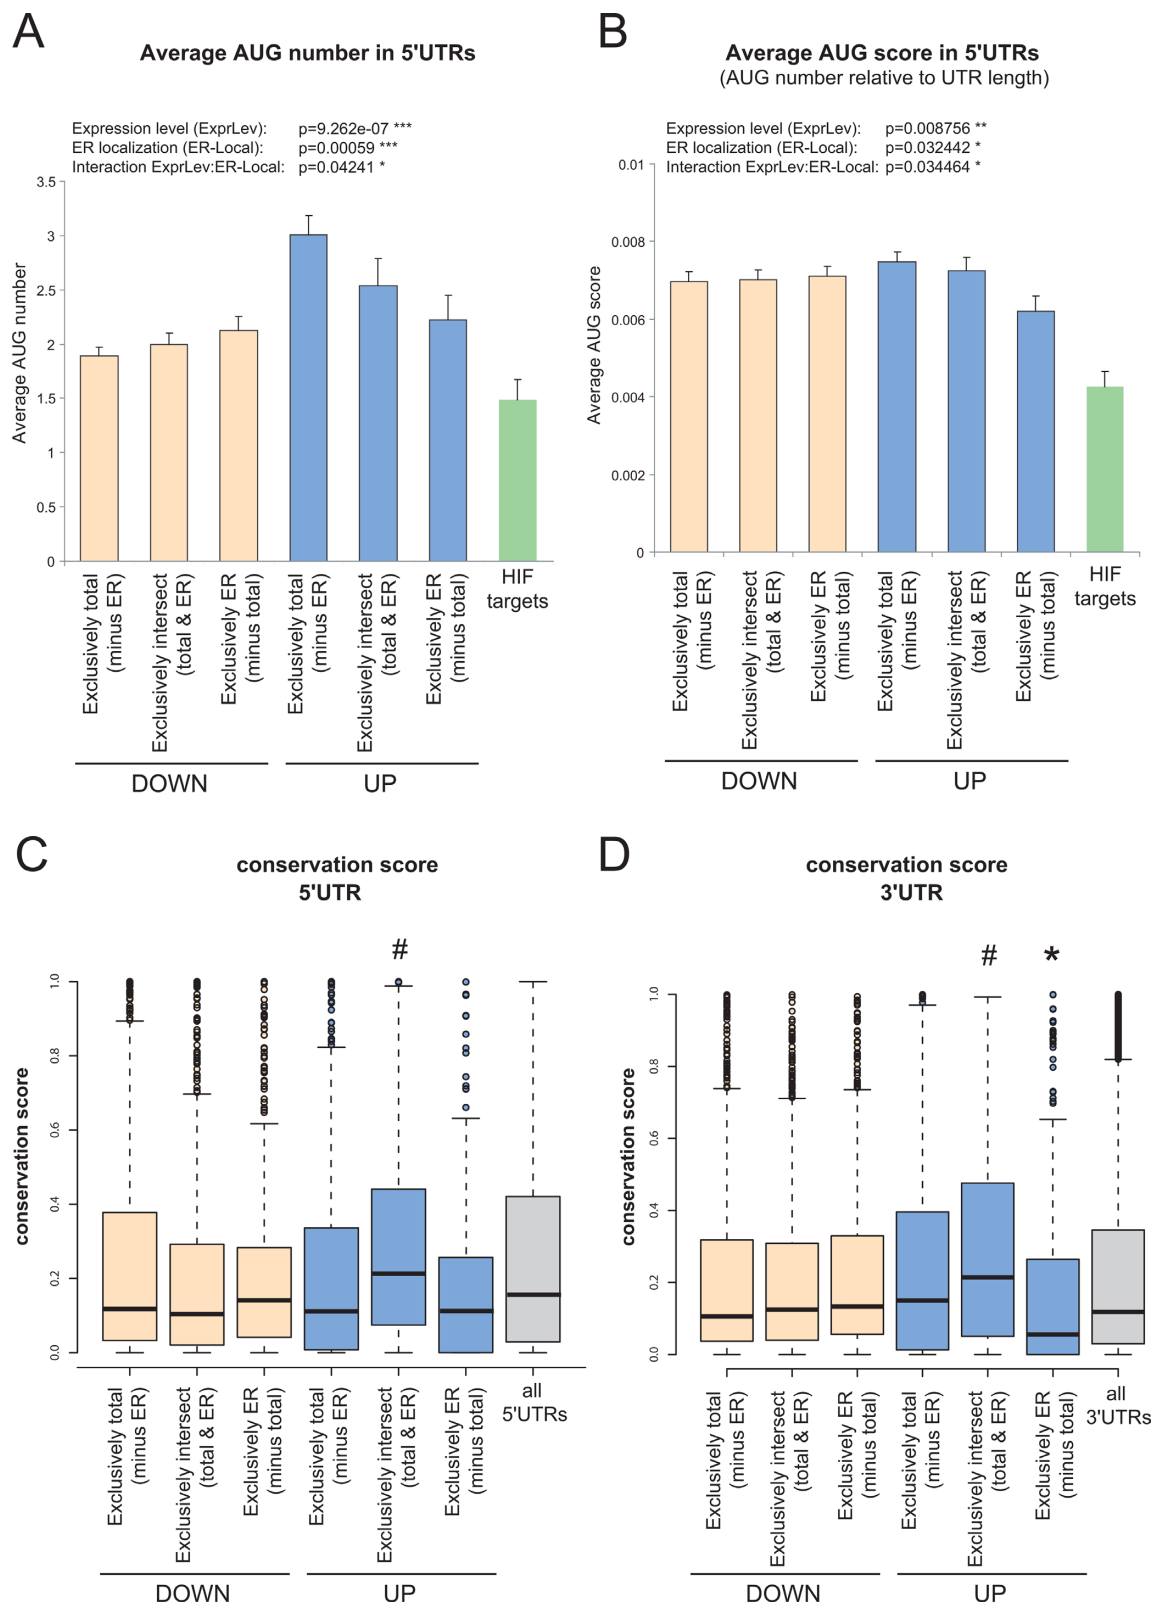 A
Average AUG number in 5'UTRs
Expression level (ExprLev): p=9.262e-07 ***
ER localization (ER-Local): p=0.00059 ***
Interaction ExprLev:ER-Local: p=0.04241 *
Average AUG number
3.5
3
2.5
2
1.5
1
0.5
0
Exclusively total
(minus ER)
Exclusively intersect
(total & ER)
Exclusively ER
(minus total)
Exclusively total
(minus ER)
Exclusively intersect
(total & ER)
Exclusively ER
(minus total)
HIF
targets
DOWN
UP
B
Average AUG score in 5'UTRs
(AUG number relative to UTR length)
Expression level (ExprLev): p=0.008756 **
ER localization (ER-Local): p=0.032442 *
Interaction ExprLev:ER-Local: p=0.034464 *
Average AUG score
0.01
0.008
0.006
0.004
0.002
0
Exclusively total
(minus ER)
Exclusively intersect
(total & ER)
Exclusively ER
(minus total)
Exclusively total
(minus ER)
Exclusively intersect
(total & ER)
Exclusively ER
(minus total)
HIF
targets
DOWN
UP
C
conservation score
5'UTR
#
conservation score
1.0
0.8
0.6
0.4
0.2
0.0
Exclusively total
(minus ER)
Exclusively intersect
(total & ER)
Exclusively ER
(minus total)
Exclusively total
(minus ER)
Exclusively intersect
(total & ER)
Exclusively ER
(minus total)
all
5'UTRs
DOWN
UP
D
conservation score
3'UTR
# *
conservation score
1.0
0.8
0.6
0.4
0.2
0.0
Exclusively total
(minus ER)
Exclusively intersect
(total & ER)
Exclusively ER
(minus total)
Exclusively total
(minus ER)
Exclusively intersect
(total & ER)
Exclusively ER
(minus total)
all
3'UTRs
DOWN
UP